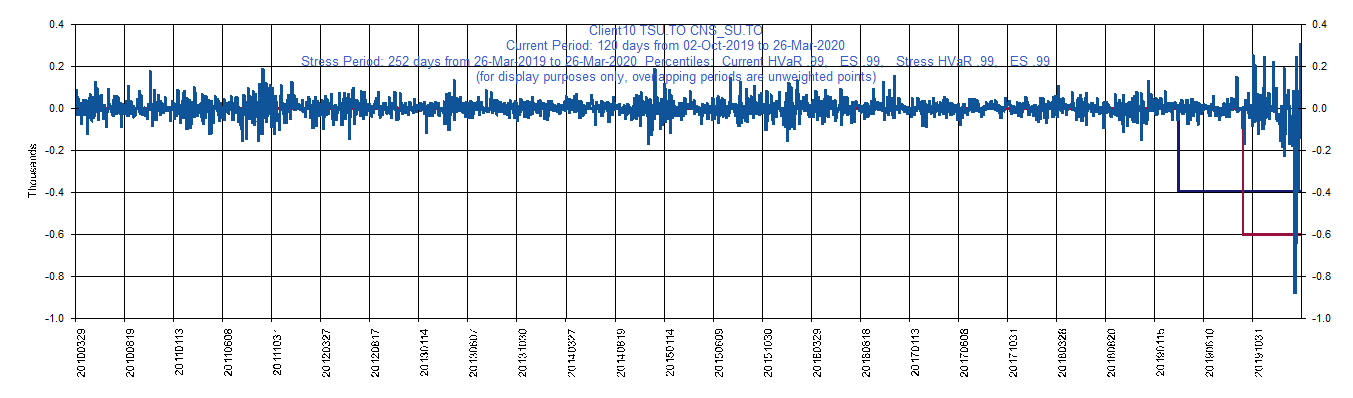 Client10 TSU.TO CNS_SU.TO
Current Period: 120 days from 02-Oct-2019 to 26-Mar-2020
Stress Period: 252 days from 26-Mar-2019 to 26-Mar-2020 Percentiles: Current HVaR .99, ES .99, Stress HVaR .99, ES .99
(for display purposes only, overlapping periods are unweighted points)
0.4 0.4
0.2 0.2
0.0 0.0
-0.2 -0.2
-0.4 -0.4
-0.6 -0.6
-0.8 -0.8
-1.0 -1.0
Thousands
20100329 20100819 20110113 20110608 20111031 20120327 20120817 20130114 20130607 20131030 20140327 20140819 20150114 20150609 20151030 20160329 20160818 20170113 20170608 20171031 20180328 20180820 20190115 20190610 20191031